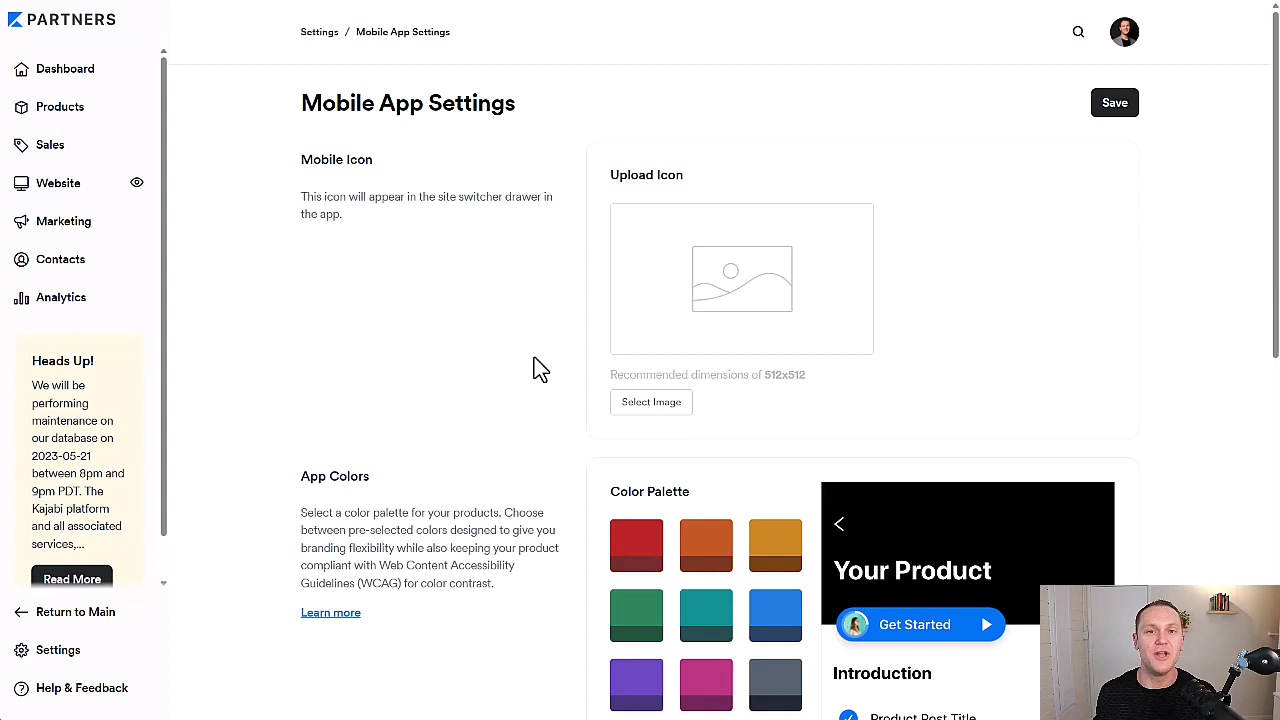 PARTNERS
Dashboard
Products
Sales
Website
Marketing
Contacts
Analytics
Heads Up!
We will be
performing
maintenance on
our database on
2023-05-21
between 8pm and
9pm PDT. The
Kajabi platform
and all associated
services,...
Read More
Return to Main
Settings
Help & Feedback
Settings / Mobile App Settings
Mobile App Settings
Save
Mobile Icon
This icon will appear in the site switcher drawer in
the app.
Upload Icon
Recommended dimensions of 512x512
Select Image
App Colors
Select a color palette for your products. Choose
between pre-selected colors designed to give you
branding flexibility while also keeping your product
compliant with Web Content Accessibility
Guidelines (WCAG) for color contrast.
Learn more
Color Palette
Your Product
Get Started
Introduction
Product Post Title